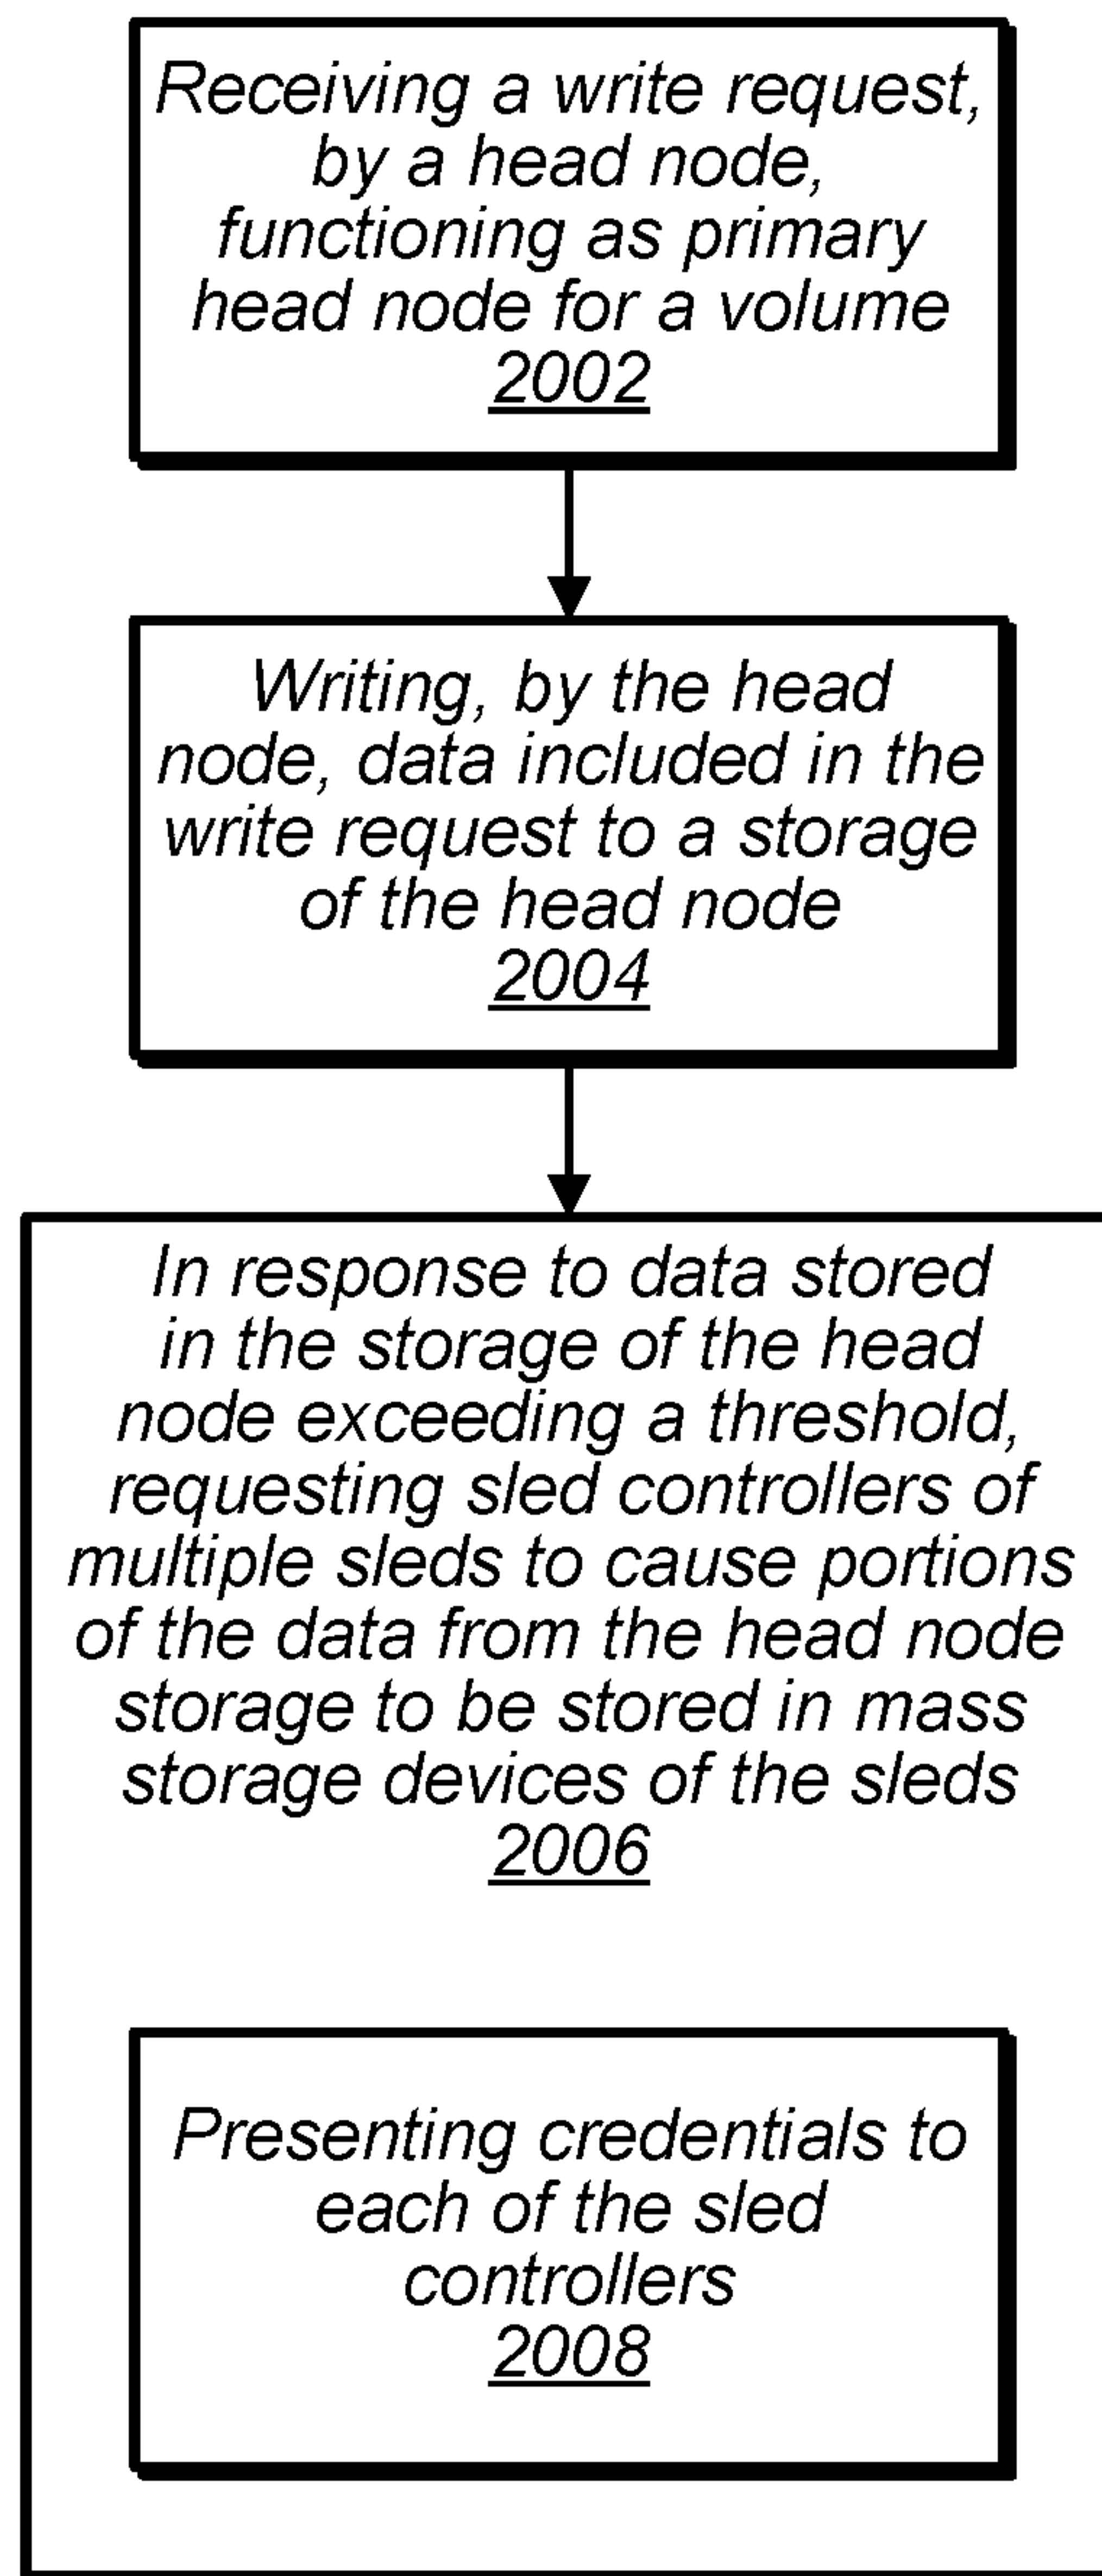 Receiving a write request,
by a head node,
functioning as primary
head node for a volume
2002
Writing, by the head
node, data included in the
write request to a storage
of the head node
2004
In response to data stored
in the storage of the head
node exceeding a threshold,
requesting sled controllers of
multiple sleds to cause portions
of the data from the head node
storage to be stored in mass
storage devices of the sleds
2006
Presenting credentials to
each of the sled
controllers
2008